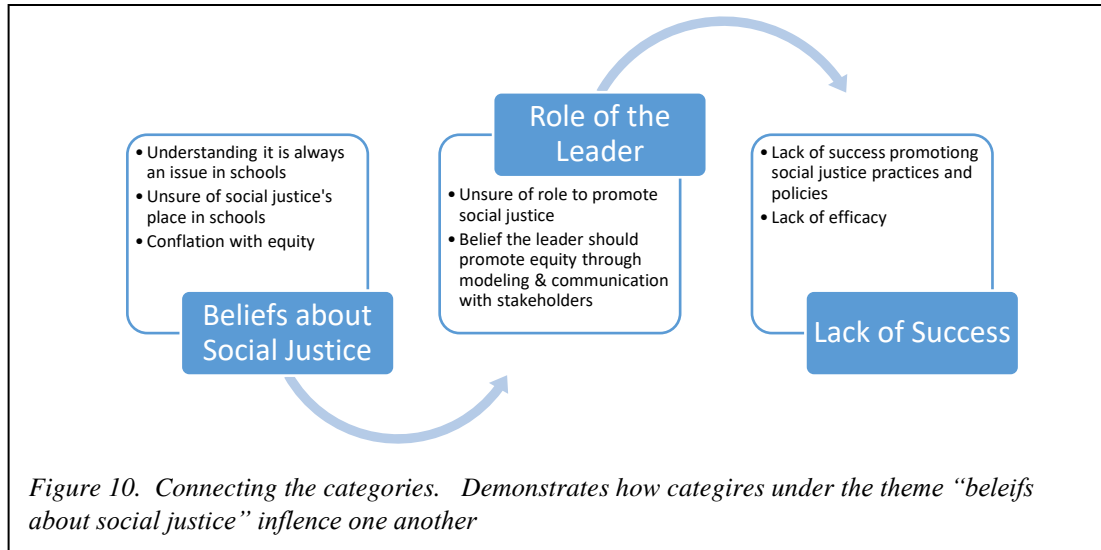 • Understanding it is always
an issue in schools
• Unsure of social justice's
place in schools
• Conflation with equity
Beliefs about
Social Justice
Role of the
Leader
• Unsure of role to promote
social justice
• Belief the leader should
promote equity through
modeling & communication
with stakeholders
• Lack of success promotiong
social justice practices and
policies
• Lack of efficacy
Lack of Success
Figure 10. Connecting the categories. Demonstrates how categires under the theme “beleifs
about social justice” inflence one another